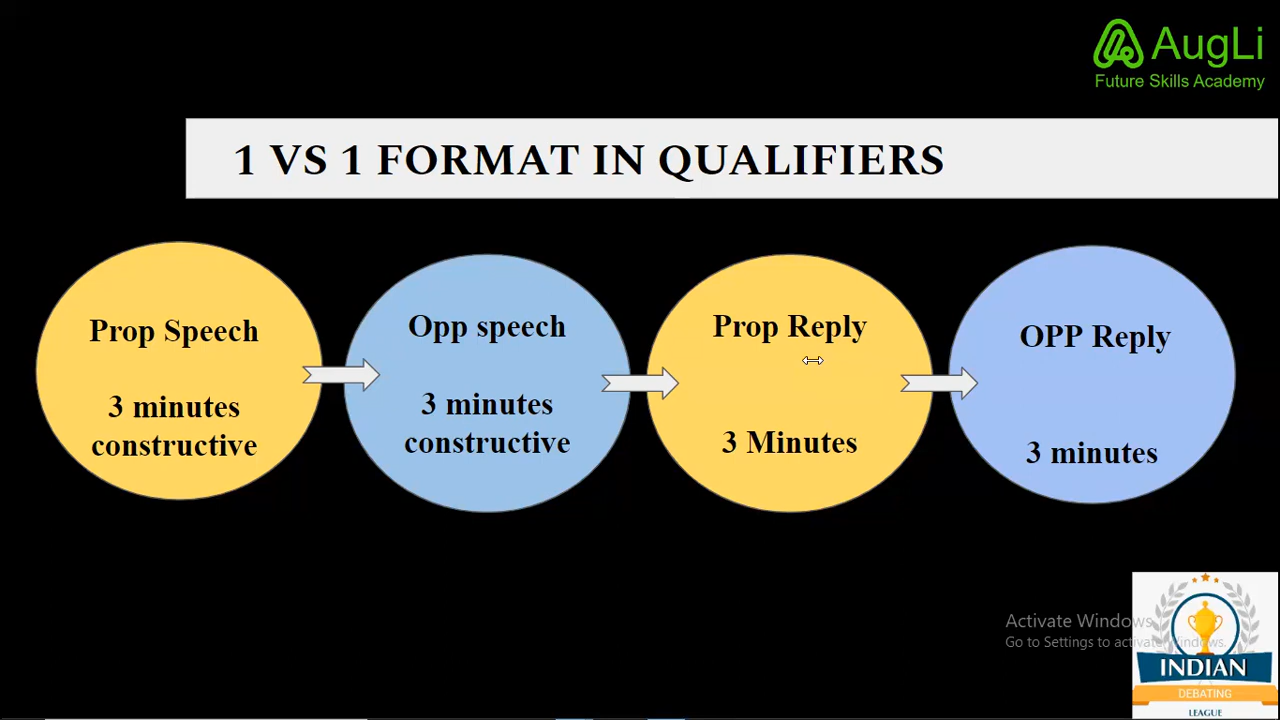 AugLi
Future Skills Academy
1 VS 1 FORMAT IN QUALIFIERS
Prop Speech
3 minutes
constructive
Opp speech
3 minutes
constructive
Prop Reply
3 Minutes
OPP Reply
3 minutes
Activate Windows
Go to Settings to activate Windows.
INDIAN
DEBATING
LEAGUE